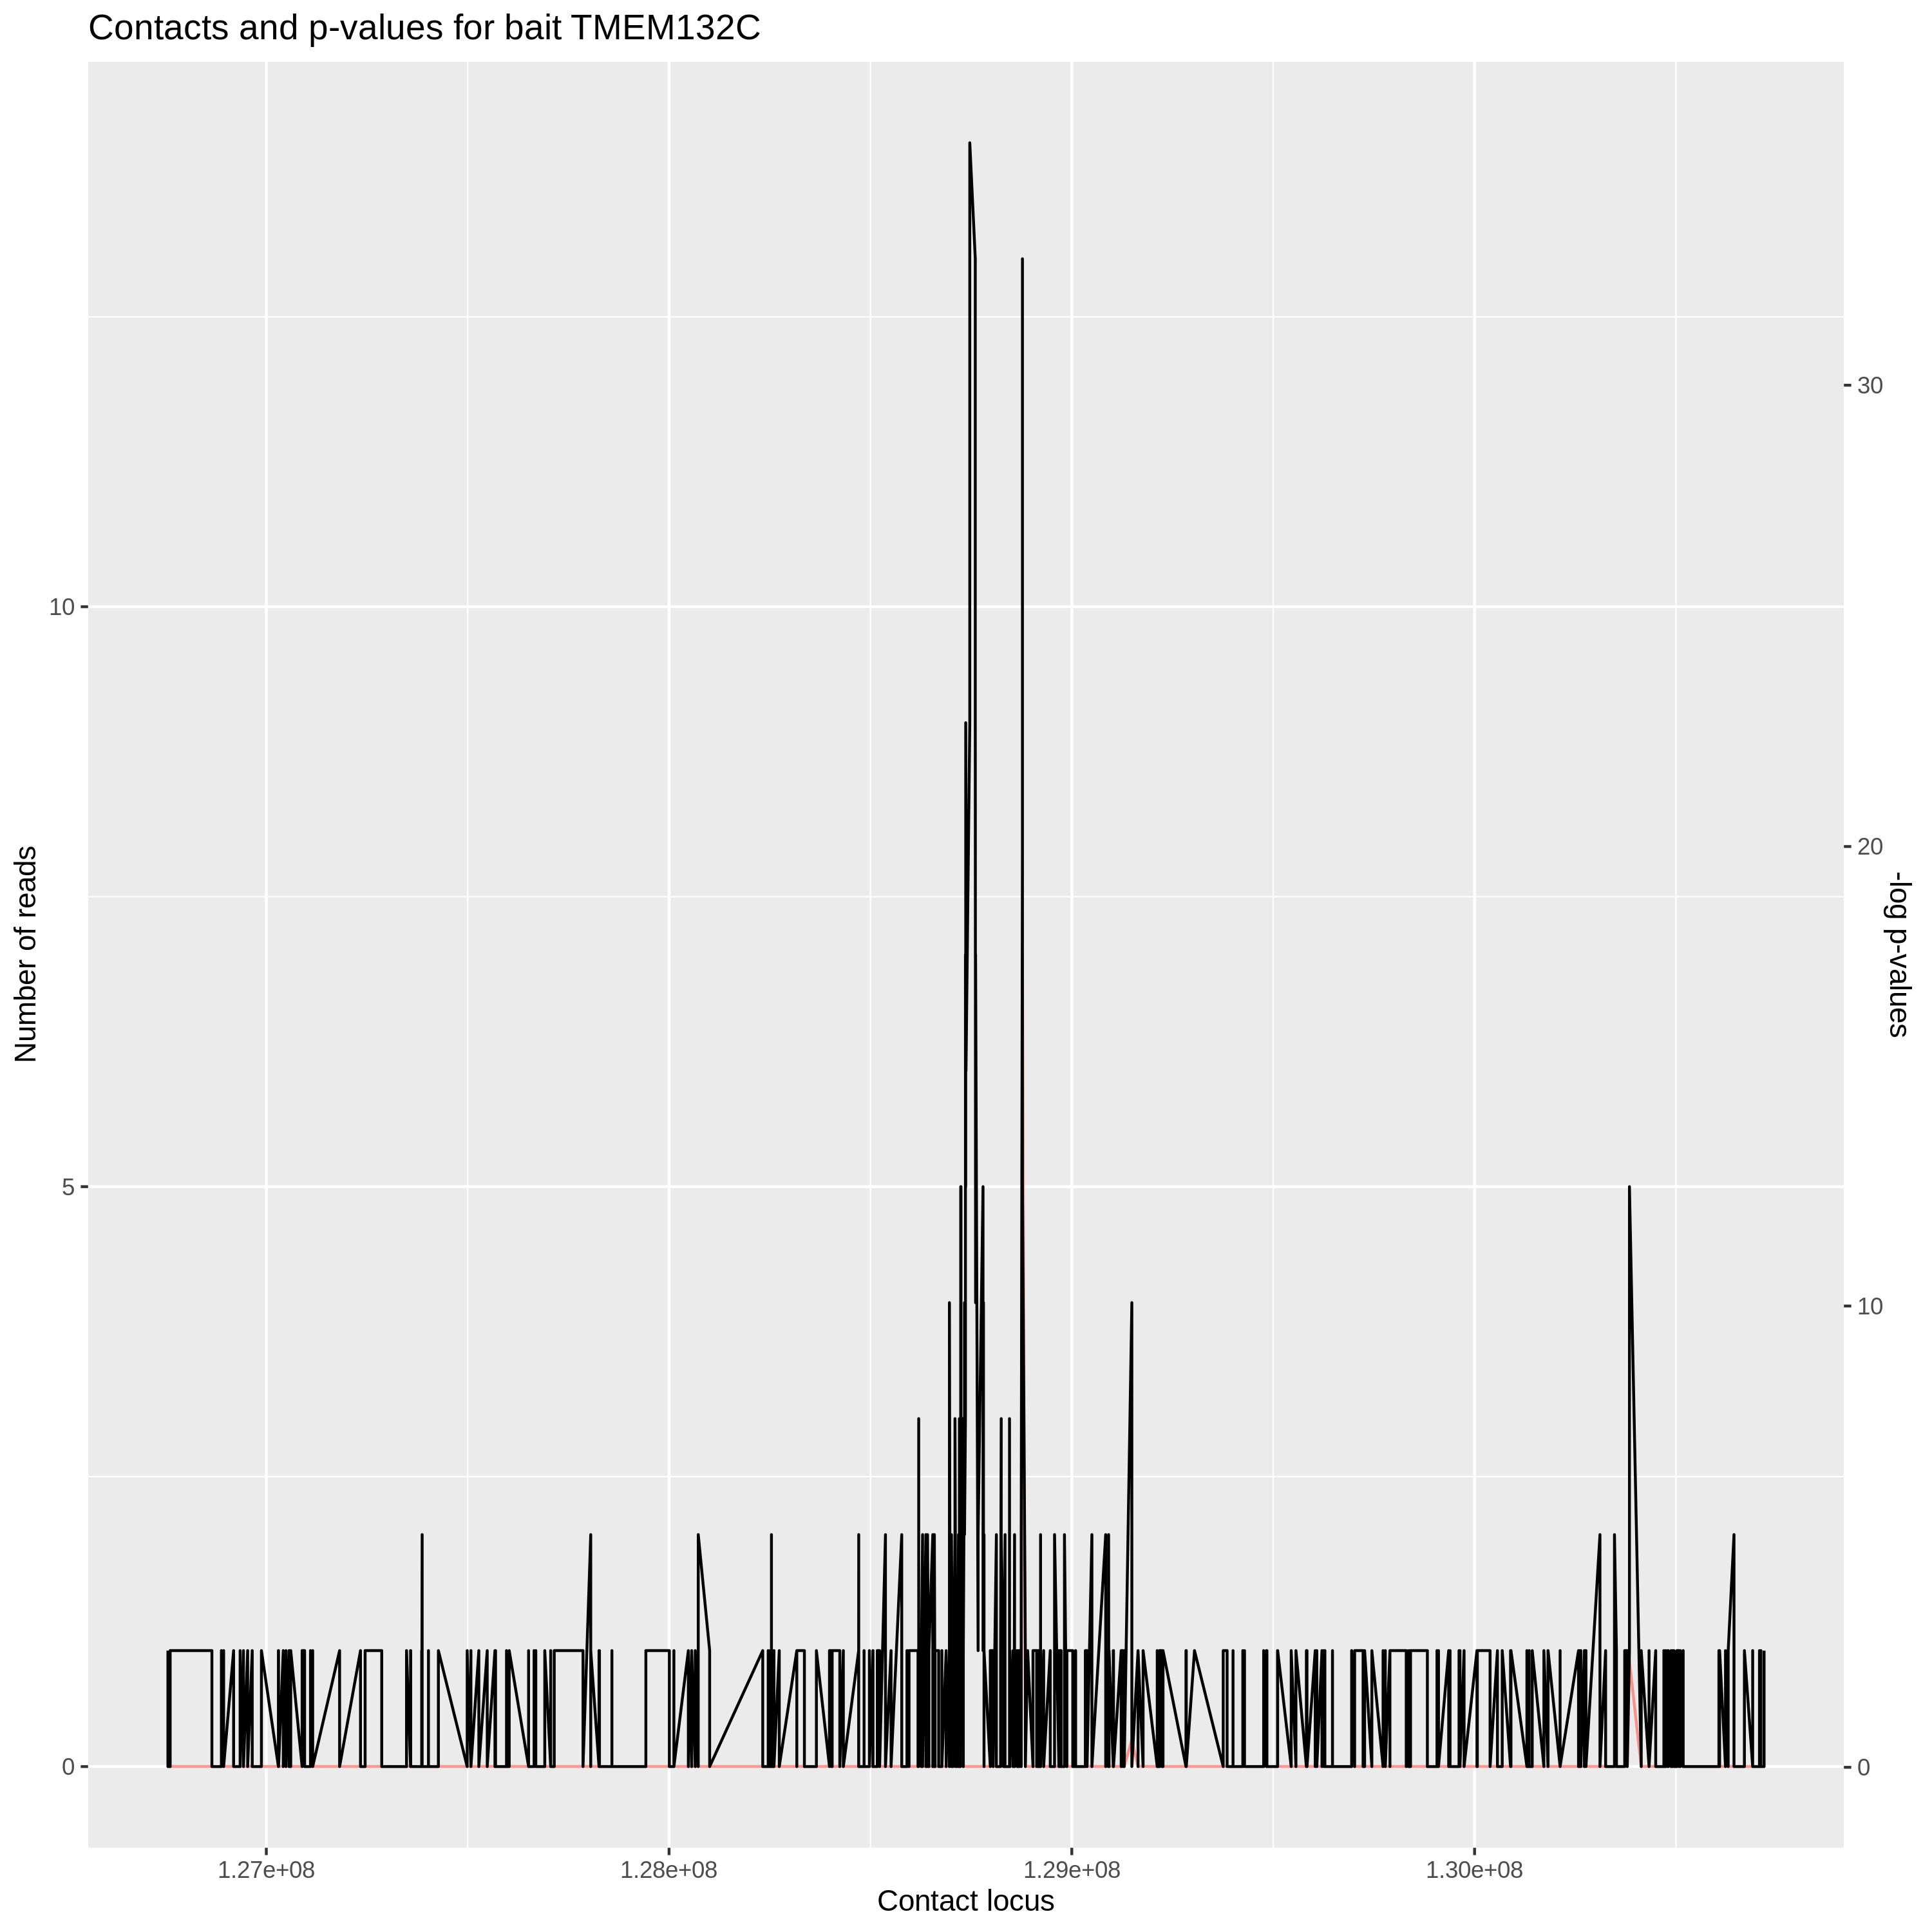 Contacts and p-values for bait TMEM132C
Number of reads
10
5
0
30
20
10
0
-log p-values
1.27e+08
1.28e+08
1.29e+08
1.30e+08
Contact locus